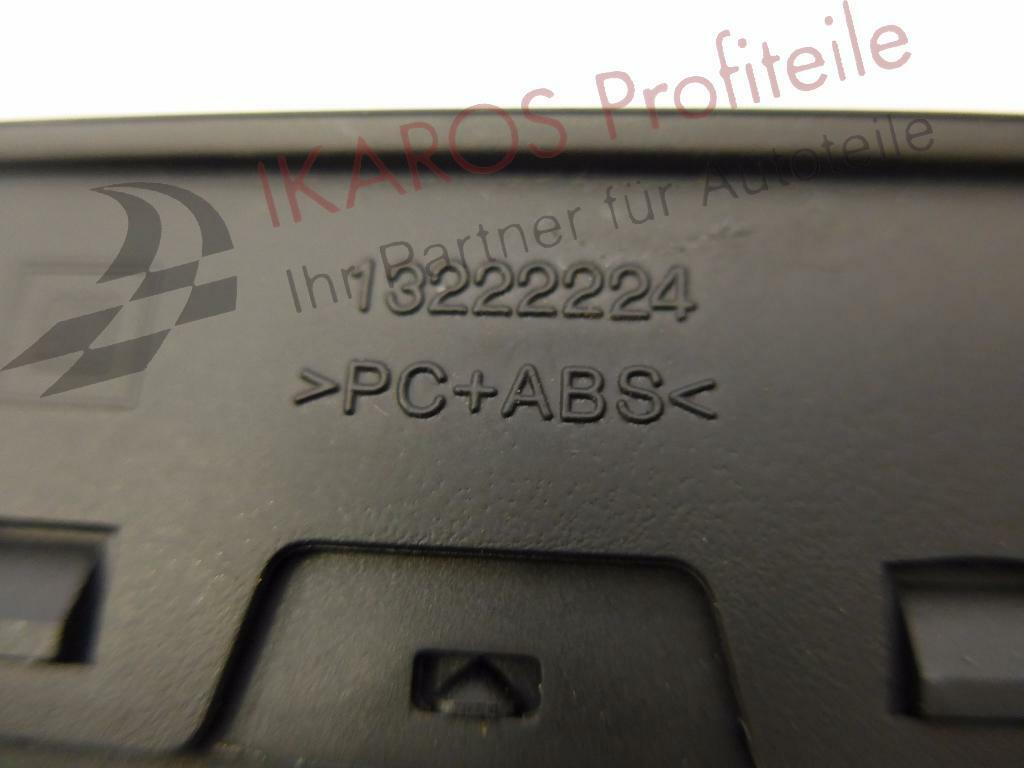 IKAROS Profiteile
Ihr Partner für Autoteile
13222224
>PC+ABS<